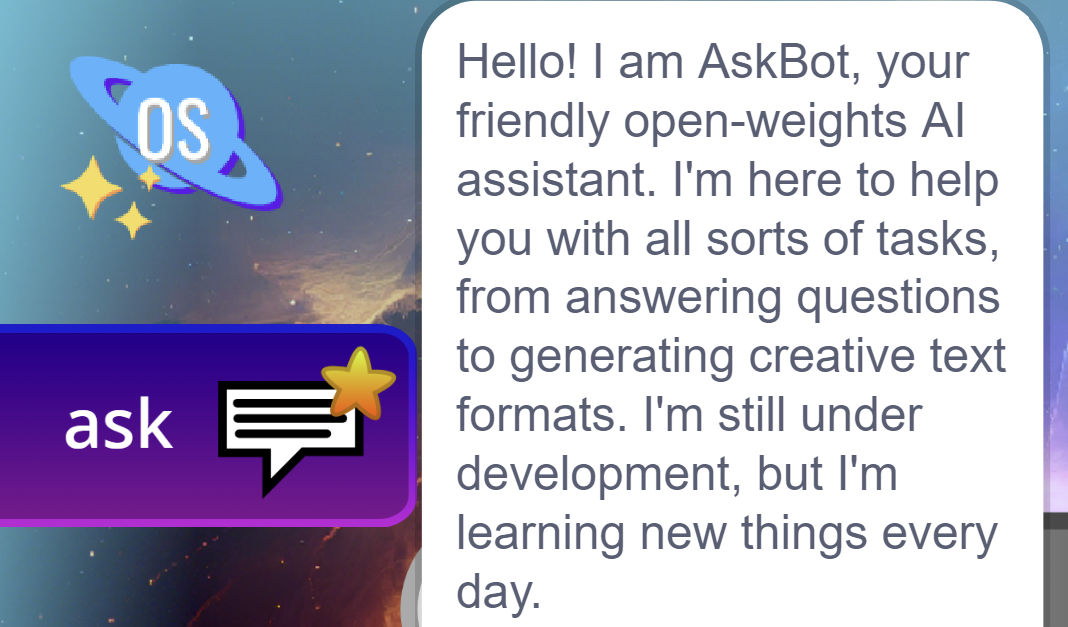 OS
ask
Hello! I am AskBot, your
friendly open-weights AI
assistant. I'm here to help
you with all sorts of tasks,
from answering questions
to generating creative text
formats. I'm still under
development, but I'm
learning new things every
day.